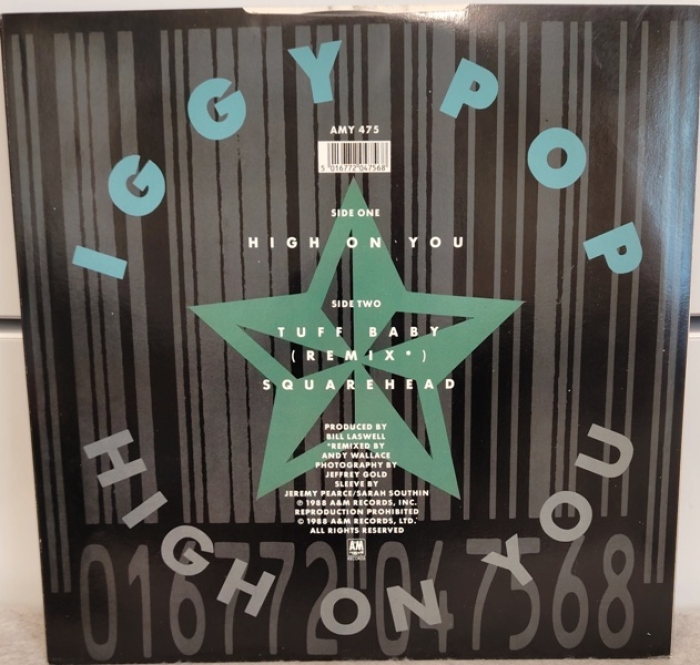 IGGY POP
AMY 475
5 016772 047568
SIDE ONE
HIGH ON YOU
SIDE TWO
TUFF BABY
(REMIX*)
SQUAREHEAD
PRODUCED BY
BILL LASWELL
*REMIXED BY
ANDY WALLACE
PHOTOGRAPHY BY
JEFFREY GOLD
SLEEVE BY
JEREMY PEARCE/SARAH SOUTHIN
℗ 1988 A&M RECORDS, INC.
REPRODUCTION PROHIBITED
© 1988 A&M RECORDS, LTD.
ALL RIGHTS RESERVED
A&M
HIGH ON YOU
016772 047568